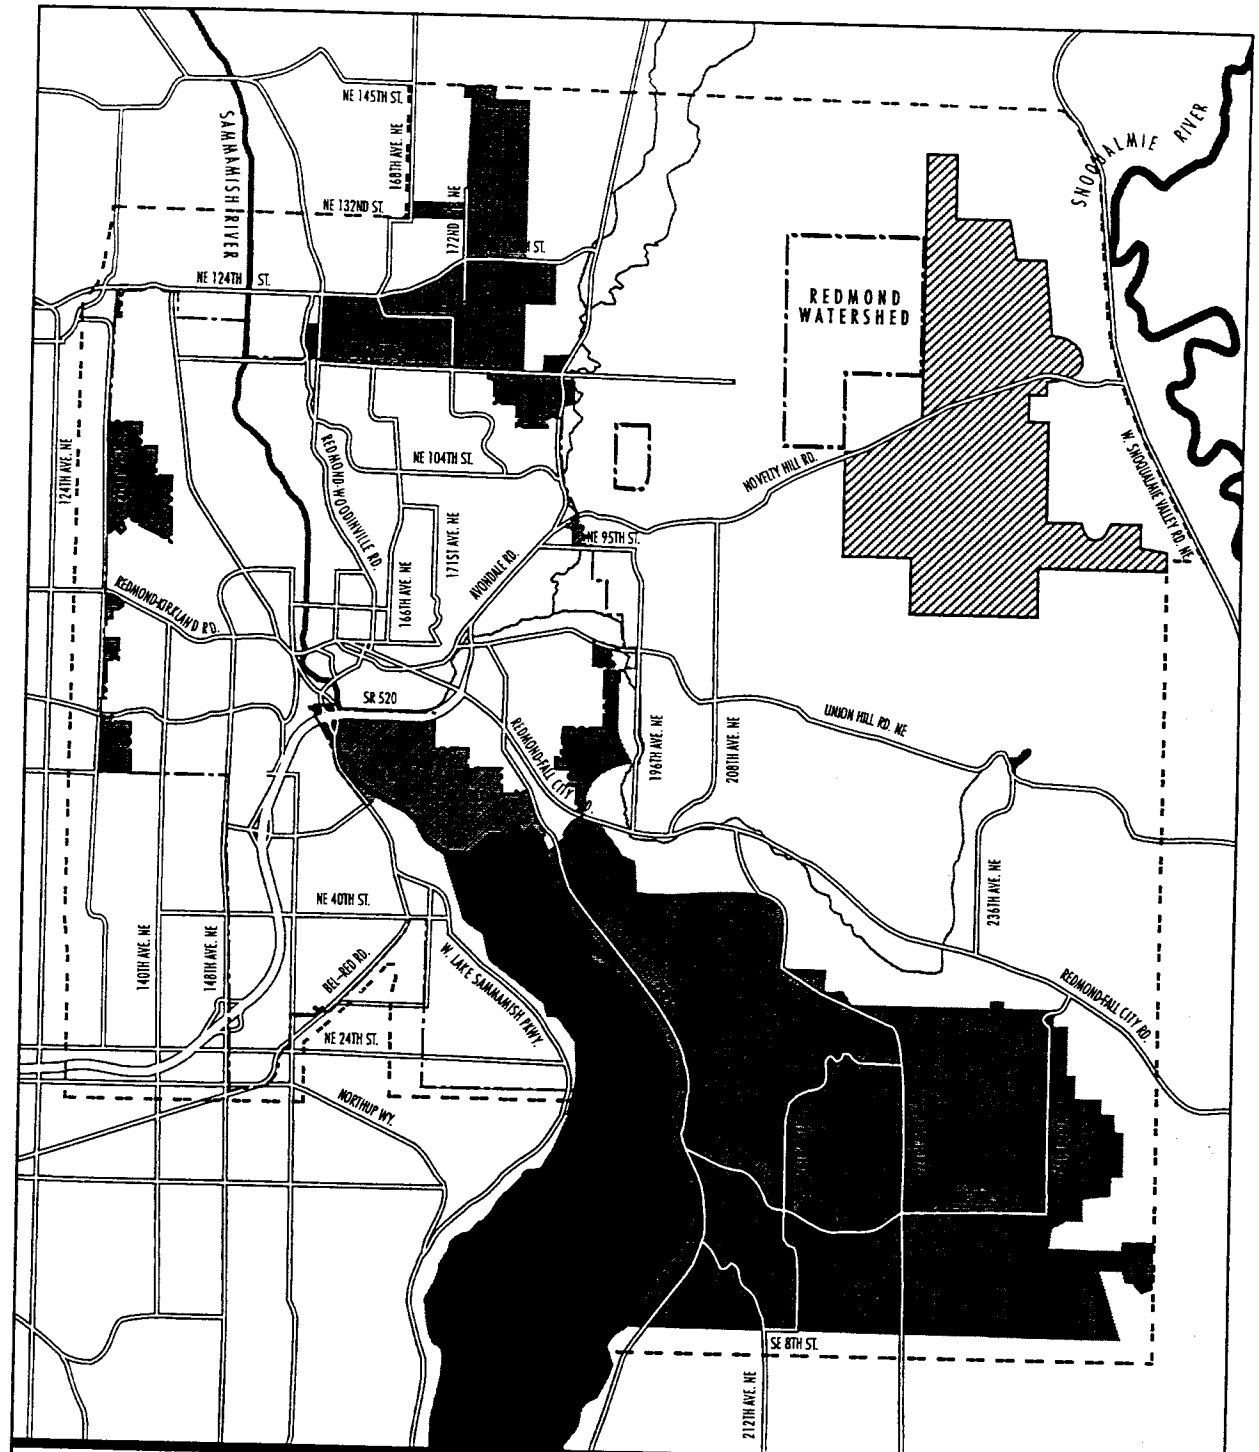 NE 145TH ST.
SAMMAMISH RIVER
168TH AVE. NE
SNOQUALMIE RIVER
NE 132ND ST.
172ND
NE
ST.
NE 124TH ST.
REDMOND
WATERSHED
124TH AVE. NE
REDMOND-WOODINVILLE RD.
NE 104TH ST.
NOVELTY HILL RD.
W. SNOQUALMIE VALLEY RD. NE
171ST AVE. NE
166TH AVE. NE
AVONDALE RD.
NE 95TH ST.
REDMOND-KIRKLAND RD.
SR 520
REDMOND-FALL CITY RD.
196TH AVE. NE
208TH AVE. NE
UNION HILL RD. NE
236TH AVE. NE
NE 40TH ST.
140TH AVE. NE
148TH AVE. NE
BEL-RED RD.
W. LAKE SAMMAMISH PKWY.
REDMOND-FALL CITY RD.
NE 24TH ST.
NORTHUP WY.
SE 8TH ST.
212TH AVE. NE